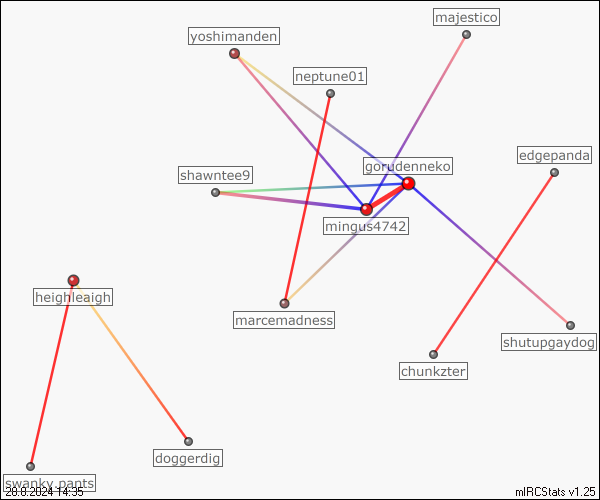 majestico
yoshimanden
neptune01
edgepanda
gorudenneko
shawntee9
mingus4742
heighleaigh
marcemadness
shutupgaydog
chunkzter
doggerdig
swanky.pants
20.8.2024 14:35
mIRCStats v1.25